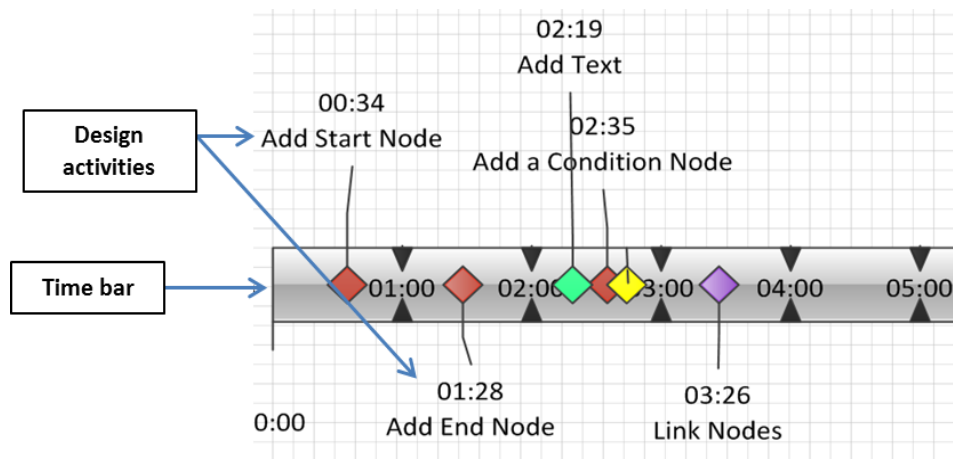 02:19
Add Text
00:34
Add Start Node
02:35
Add a Condition Node
Design
activities
Time bar
01:00
02:00
03:00
04:00
05:00
01:28
Add End Node
03:26
Link Nodes
0:00